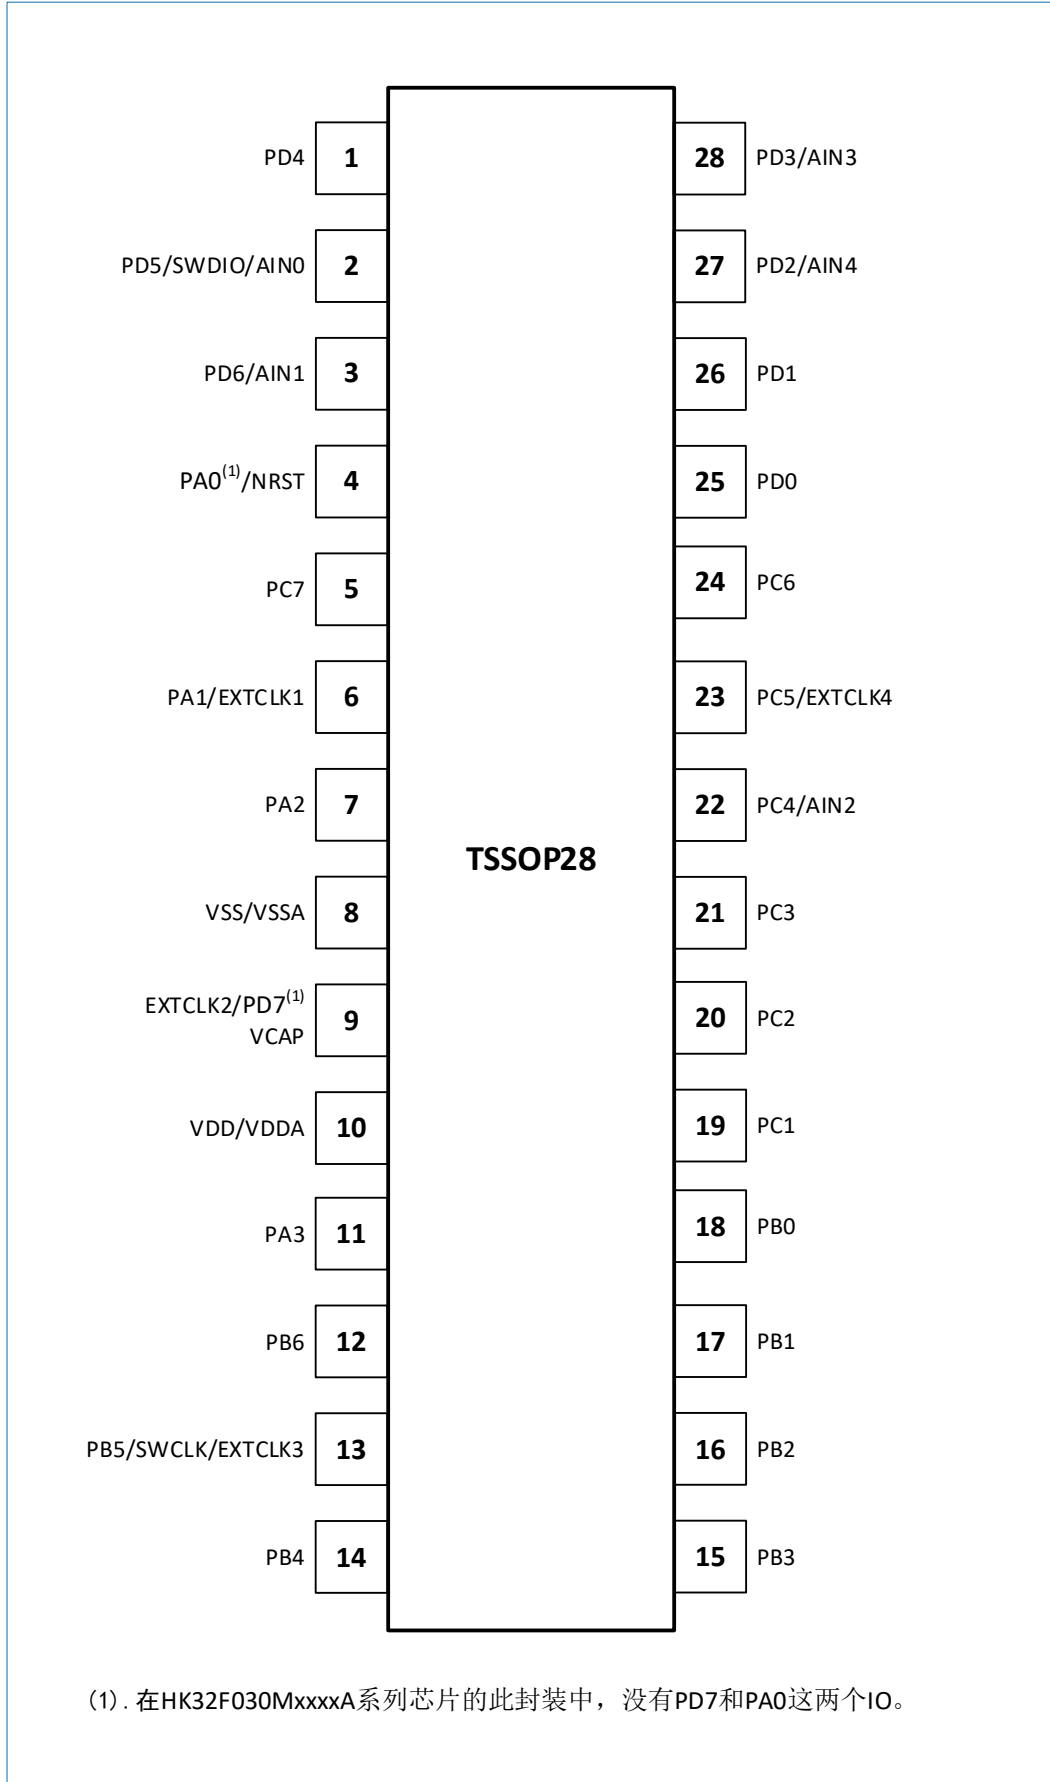 PD4 1 28 PD3/AIN3
PD5/SWDIO/AIN0 2 27 PD2/AIN4
PD6/AIN1 3 26 PD1
PA0(1)/NRST 4 25 PD0
PC7 5 24 PC6
PA1/EXTCLK1 6 23 PC5/EXTCLK4
PA2 7 22 PC4/AIN2
TSSOP28
VSS/VSSA 8 21 PC3
EXTCLK2/PD7(1)
VCAP 9 20 PC2
VDD/VDDA 10 19 PC1
PA3 11 18 PB0
PB6 12 17 PB1
PB5/SWCLK/EXTCLK3 13 16 PB2
PB4 14 15 PB3
(1). 在HK32F030MxxxxA系列芯片的此封装中，没有PD7和PA0这两个IO。